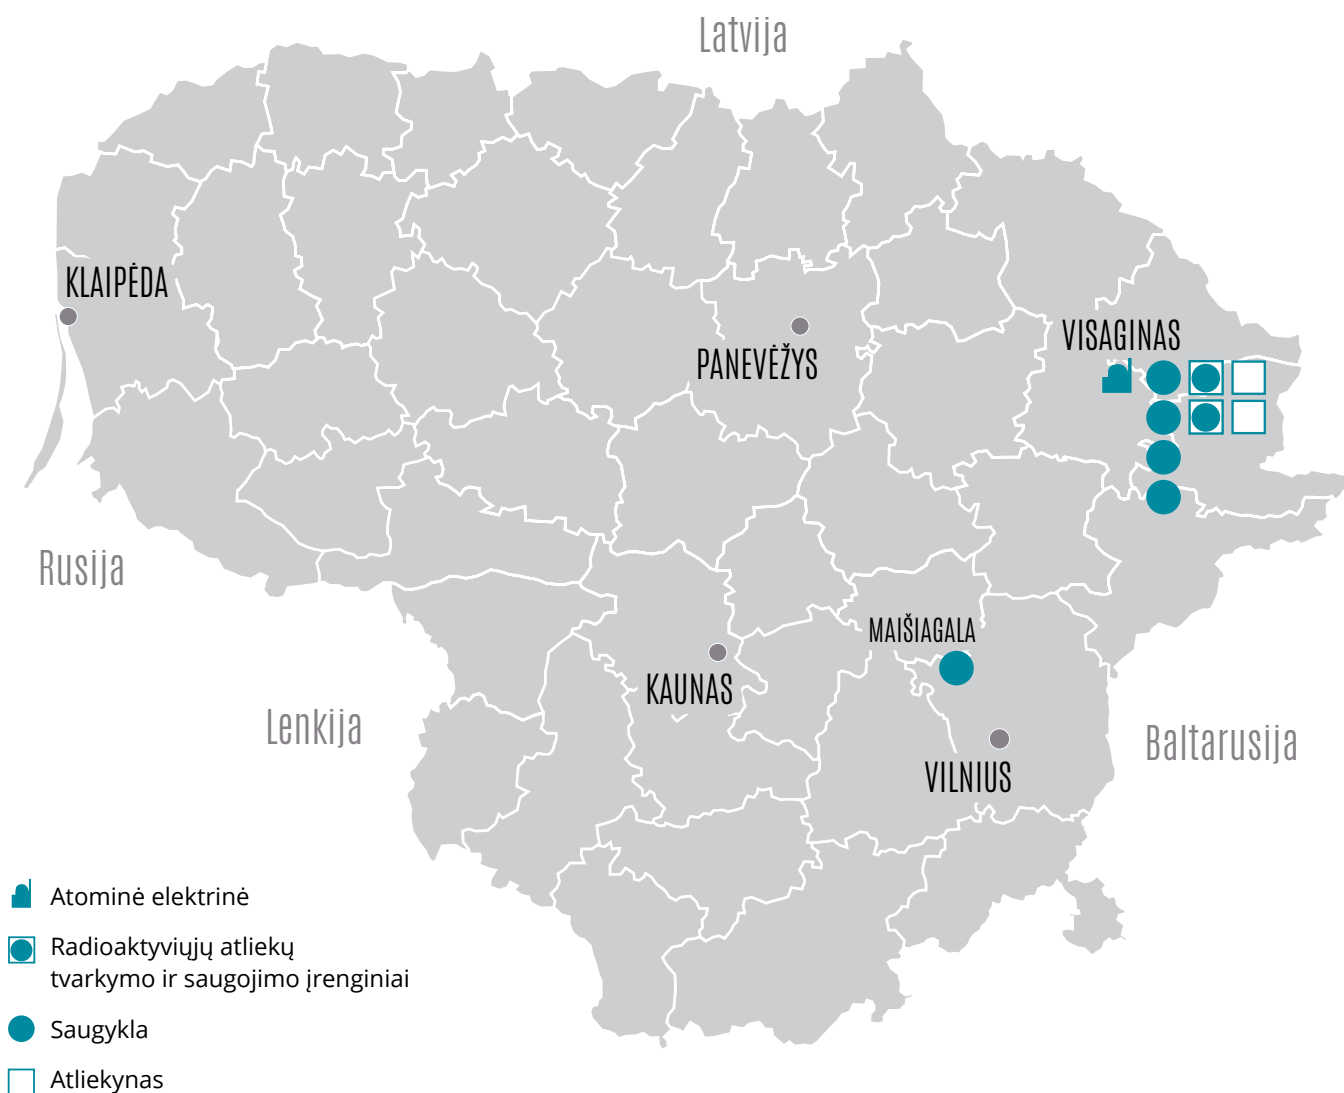 Latvija
KLAIPĖDA
VISAGINAS
PANEVĖŽYS
Rusija
MAIŠIAGALA
KAUNAS
Lenkija
Baltarusija
VILNIUS
Atominė elektrinė
Radioaktyviųjų atliekų
tvarkymo ir saugojimo įrenginiai
Saugykla
Atliekynas